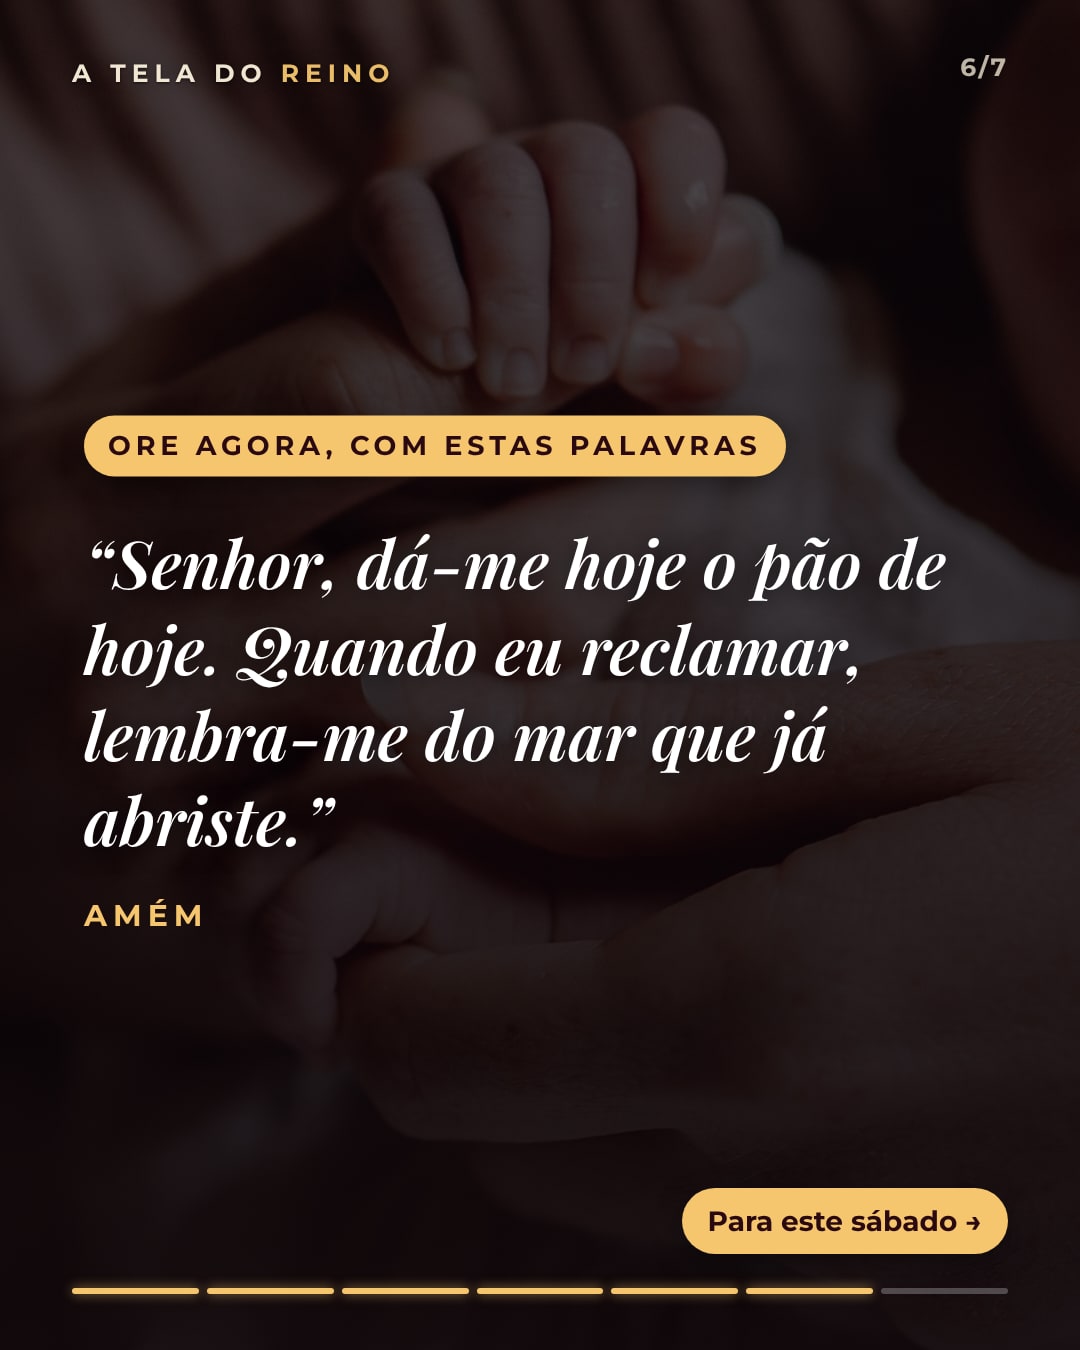 A TELA DO REINO
6/7
ORE AGORA, COM ESTAS PALAVRAS
“Senhor, dá-me hoje o pão de
hoje. Quando eu reclamar,
lembra-me do mar que já
abriste.”
AMÉM
Para este sábado →